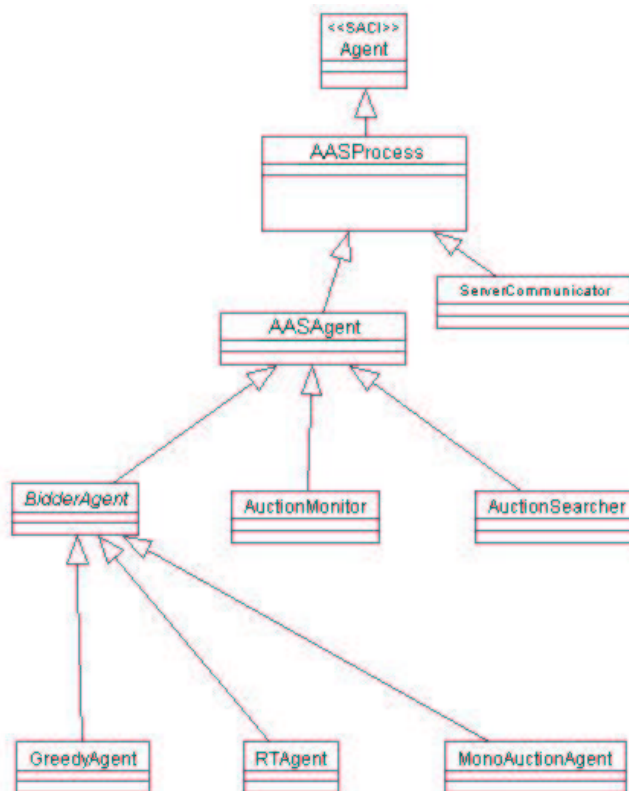 <<SACI>>
Agent
AASProcess
ServerCommunicator
AASAgent
BidderAgent
AuctionMonitor
AuctionSearcher
GreedyAgent
RTAgent
MonoAuctionAgent